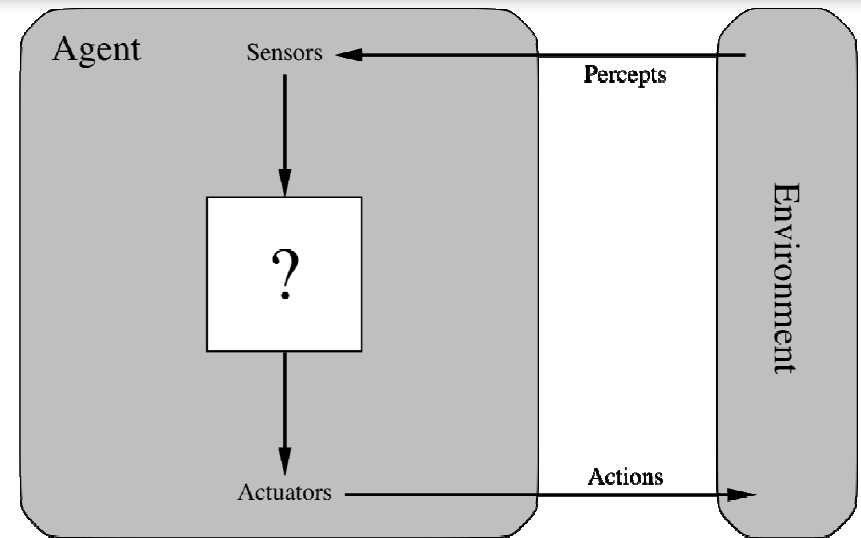 Agent
Sensors
Percepts
?
Environment
Actuators
Actions